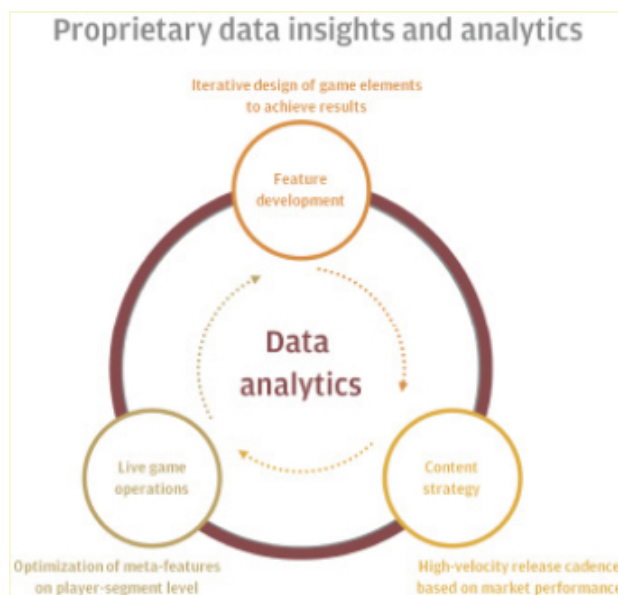 Proprietary data insights and analytics
Iterative design of game elements
to achieve results
Feature
development
Data
analytics
Live game
operations
Content
strategy
Optimization of meta-features
on player-segment level
High-velocity release cadence
based on market performance